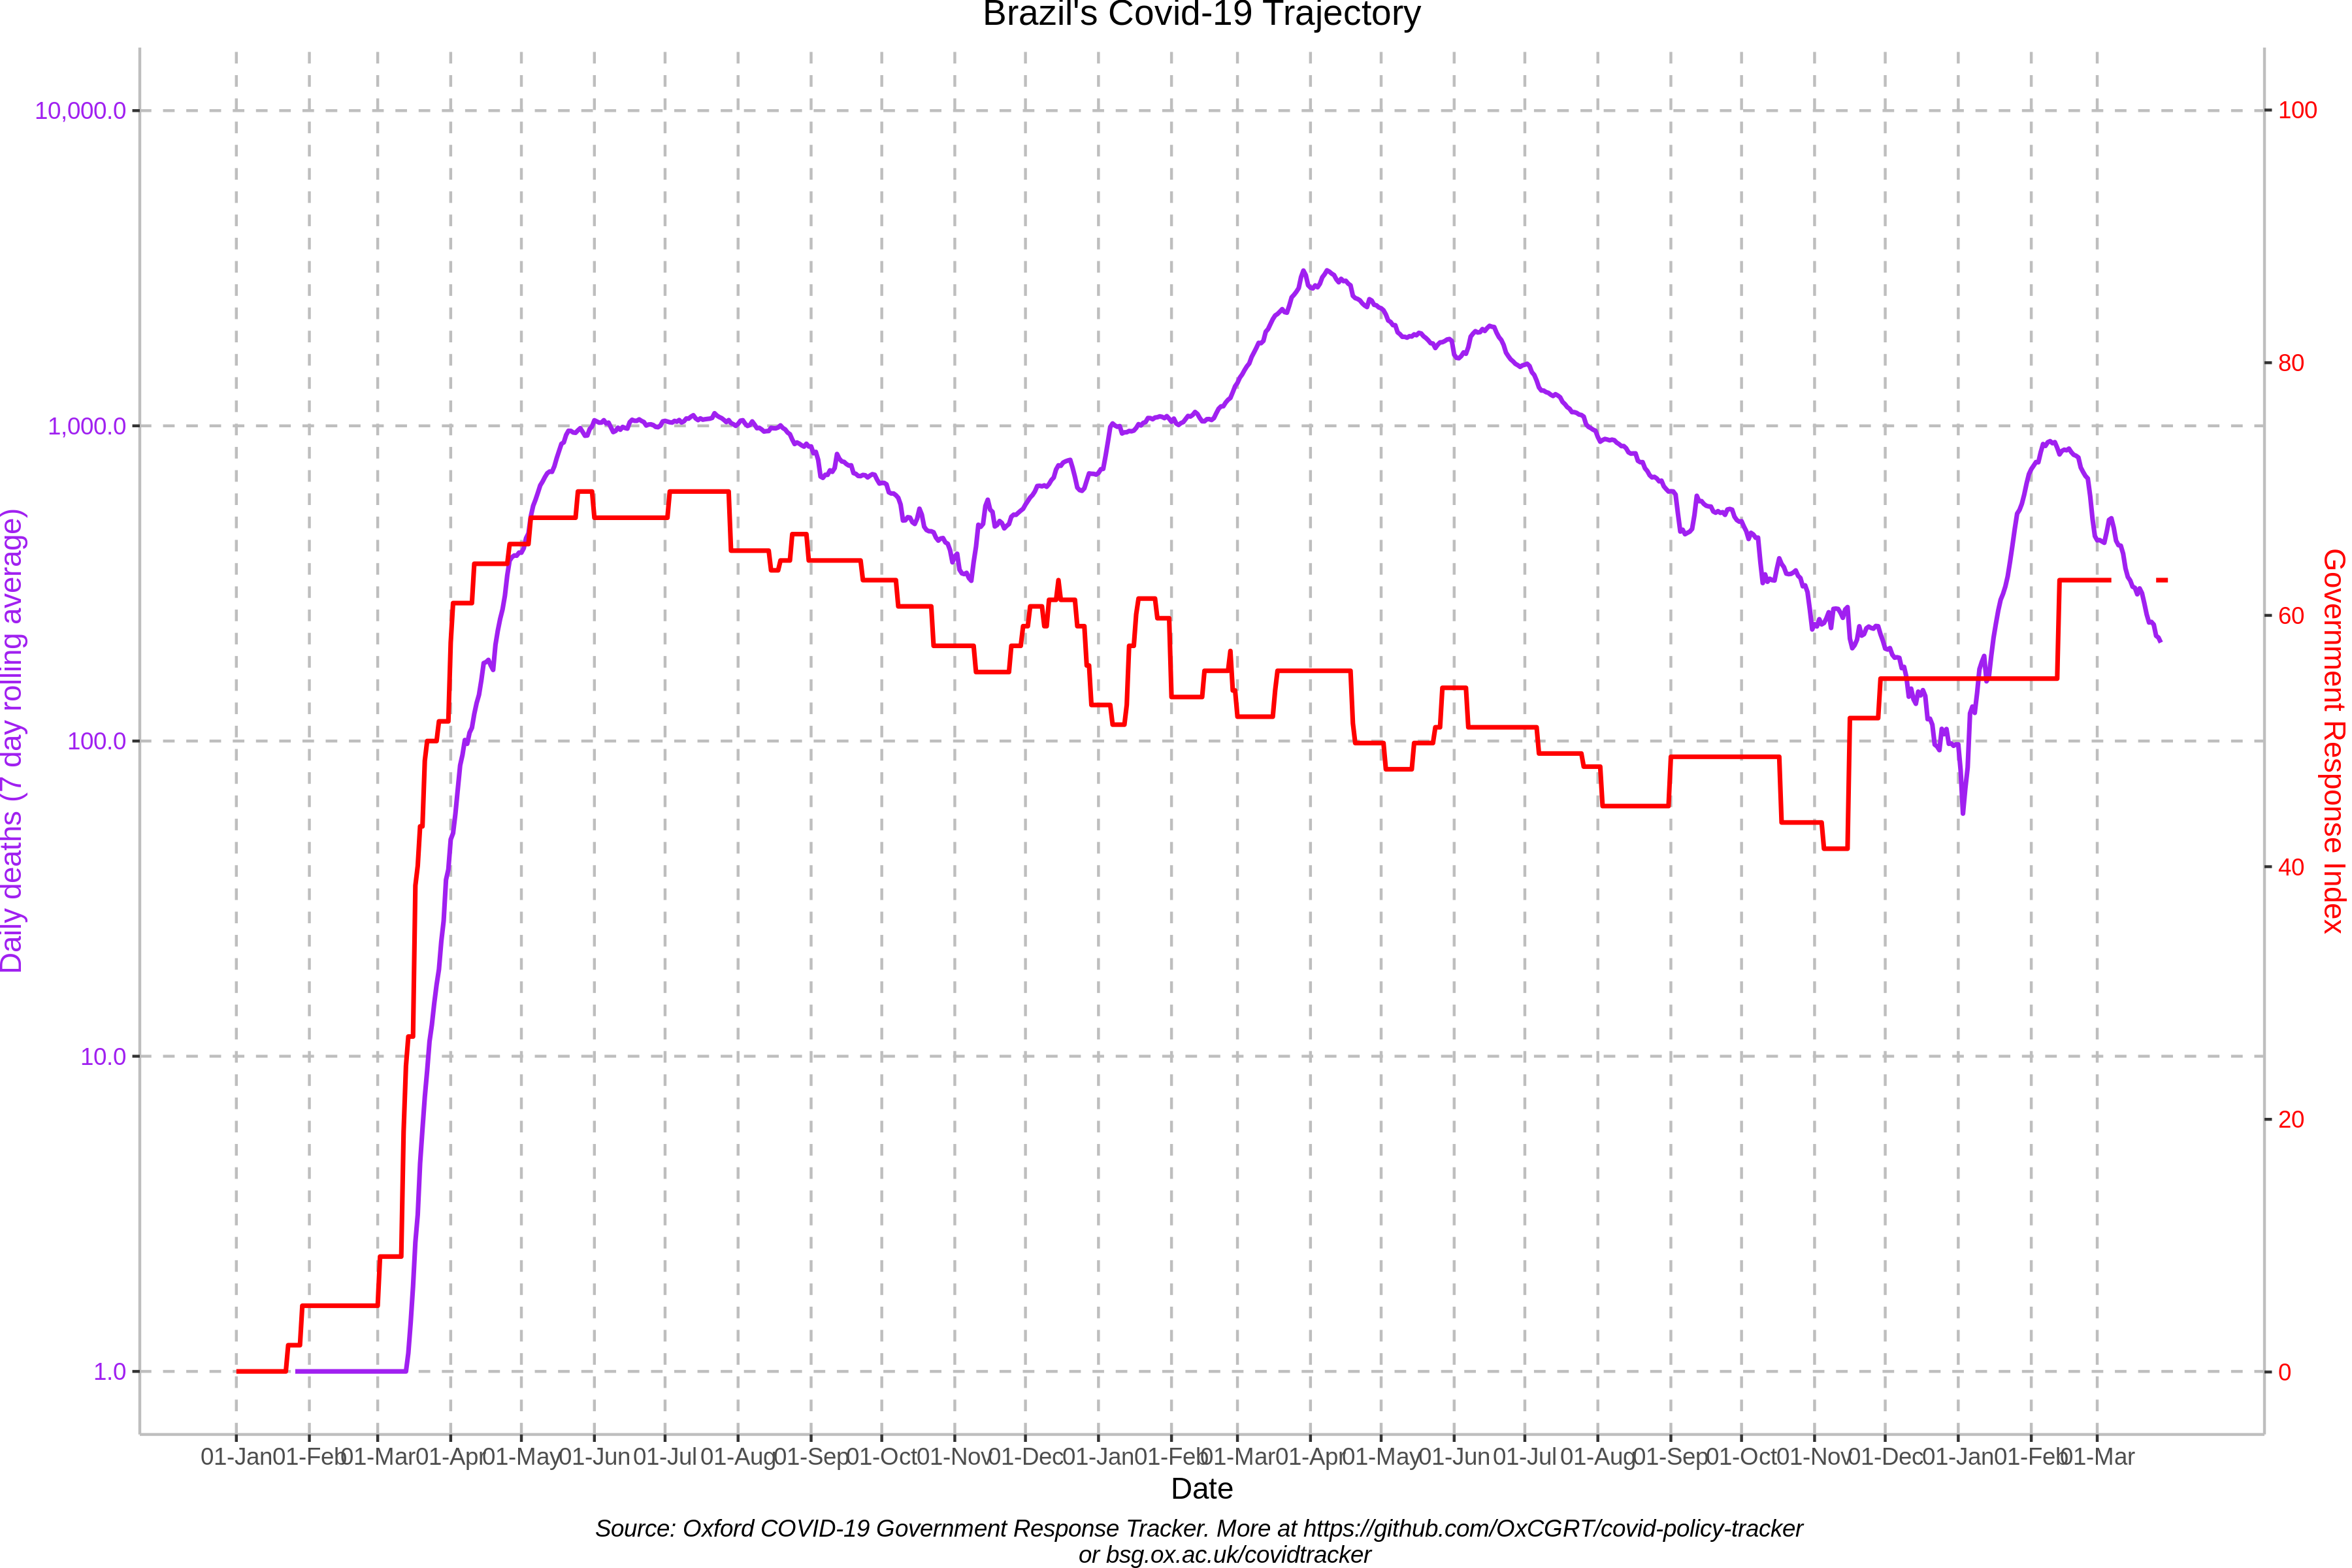 Brazil's Covid-19 Trajectory
10,000.0
1,000.0
100.0
10.0
1.0
Daily deaths (7 day rolling average)
100
80
60
40
20
0
Government Response Index
01-Jan 01-Feb 01-Mar 01-Apr 01-May 01-Jun 01-Jul 01-Aug 01-Sep 01-Oct 01-Nov 01-Dec 01-Jan 01-Feb 01-Mar 01-Apr 01-May 01-Jun 01-Jul 01-Aug 01-Sep 01-Oct 01-Nov 01-Dec 01-Jan 01-Feb 01-Mar
Date
Source: Oxford COVID-19 Government Response Tracker. More at https://github.com/OxCGRT/covid-policy-tracker
or bsg.ox.ac.uk/covidtracker